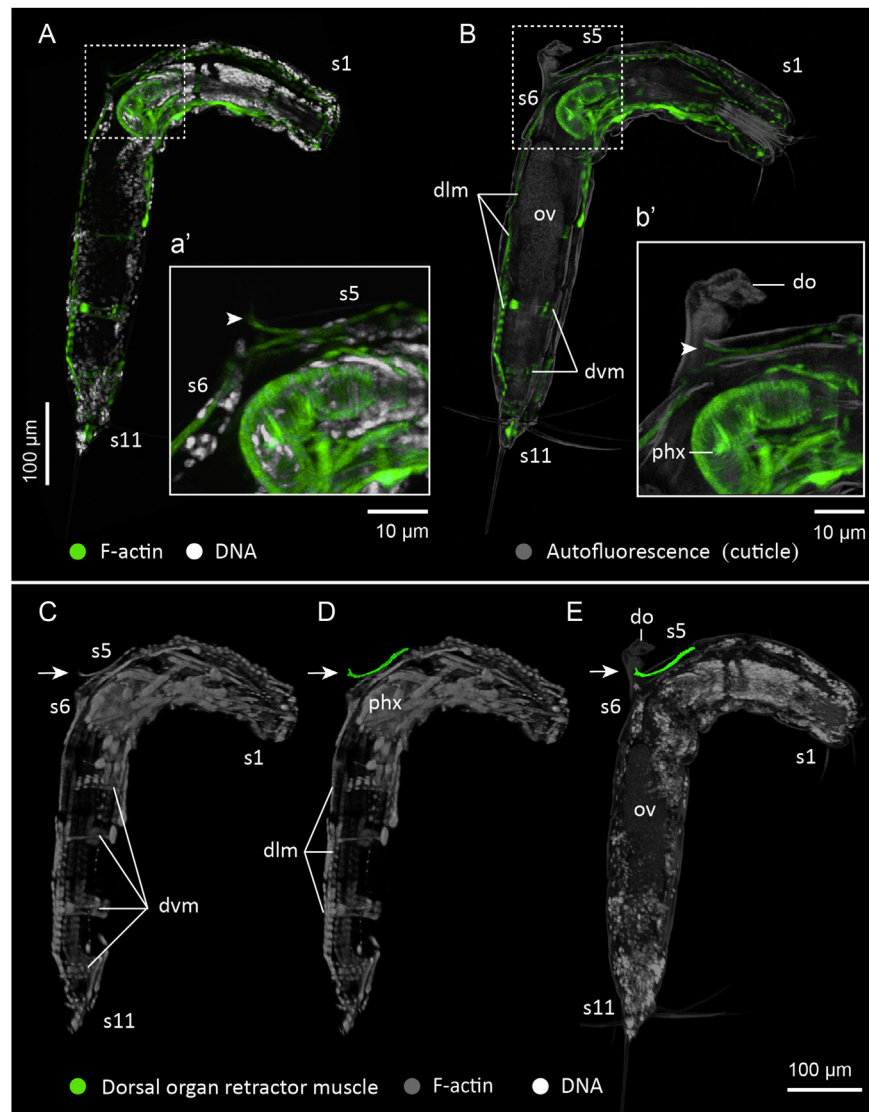 A
s1
dlm
s11
100 µm
a’
s5
s6
10 µm
F-actin
DNA
B
s5
s1
s6
ov
dvm
s11
b’
do
phx
10 µm
Autofluorescence (cuticle)
C
s5
s6
s1
dvm
s11
D
phx
dlm
E
do
s5
s6
s1
ov
s11
Dorsal organ retractor muscle
F-actin
DNA
100 µm